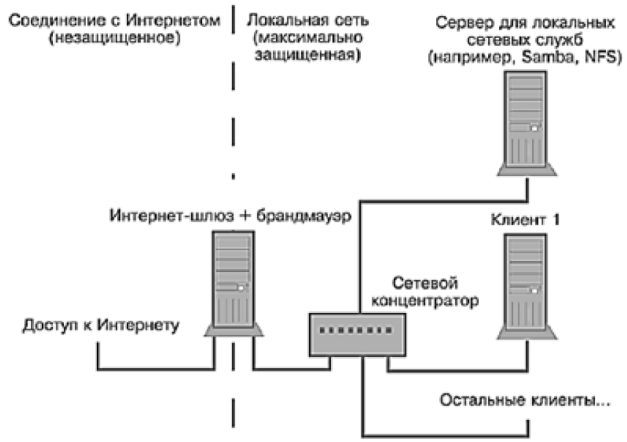 Соединение с Интернетом
(незащищенное)
Локальная сеть
(максимально
защищенная)
Сервер для локальных
сетевых служб
(например, Samba, NFS)
Интернет-шлюз + брандмауэр
Клиент 1
Сетевой
концентратор
Доступ к Интернету
Остальные клиенты...